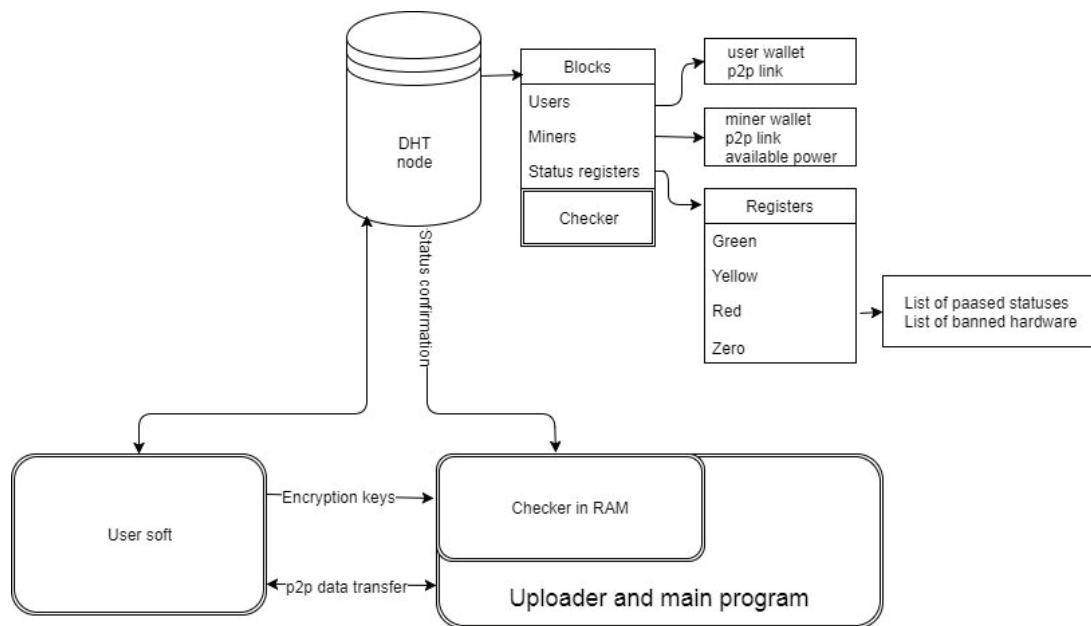 DHT
node
Blocks
Users
Miners
Status registers
Checker
user wallet
p2p link
miner wallet
p2p link
available power
Registers
Green
Yellow
Red
Zero
List of paased statuses
List of banned hardware
Status confirmation
User soft
Encryption keys
p2p data transfer
Checker in RAM
Uploader and main program